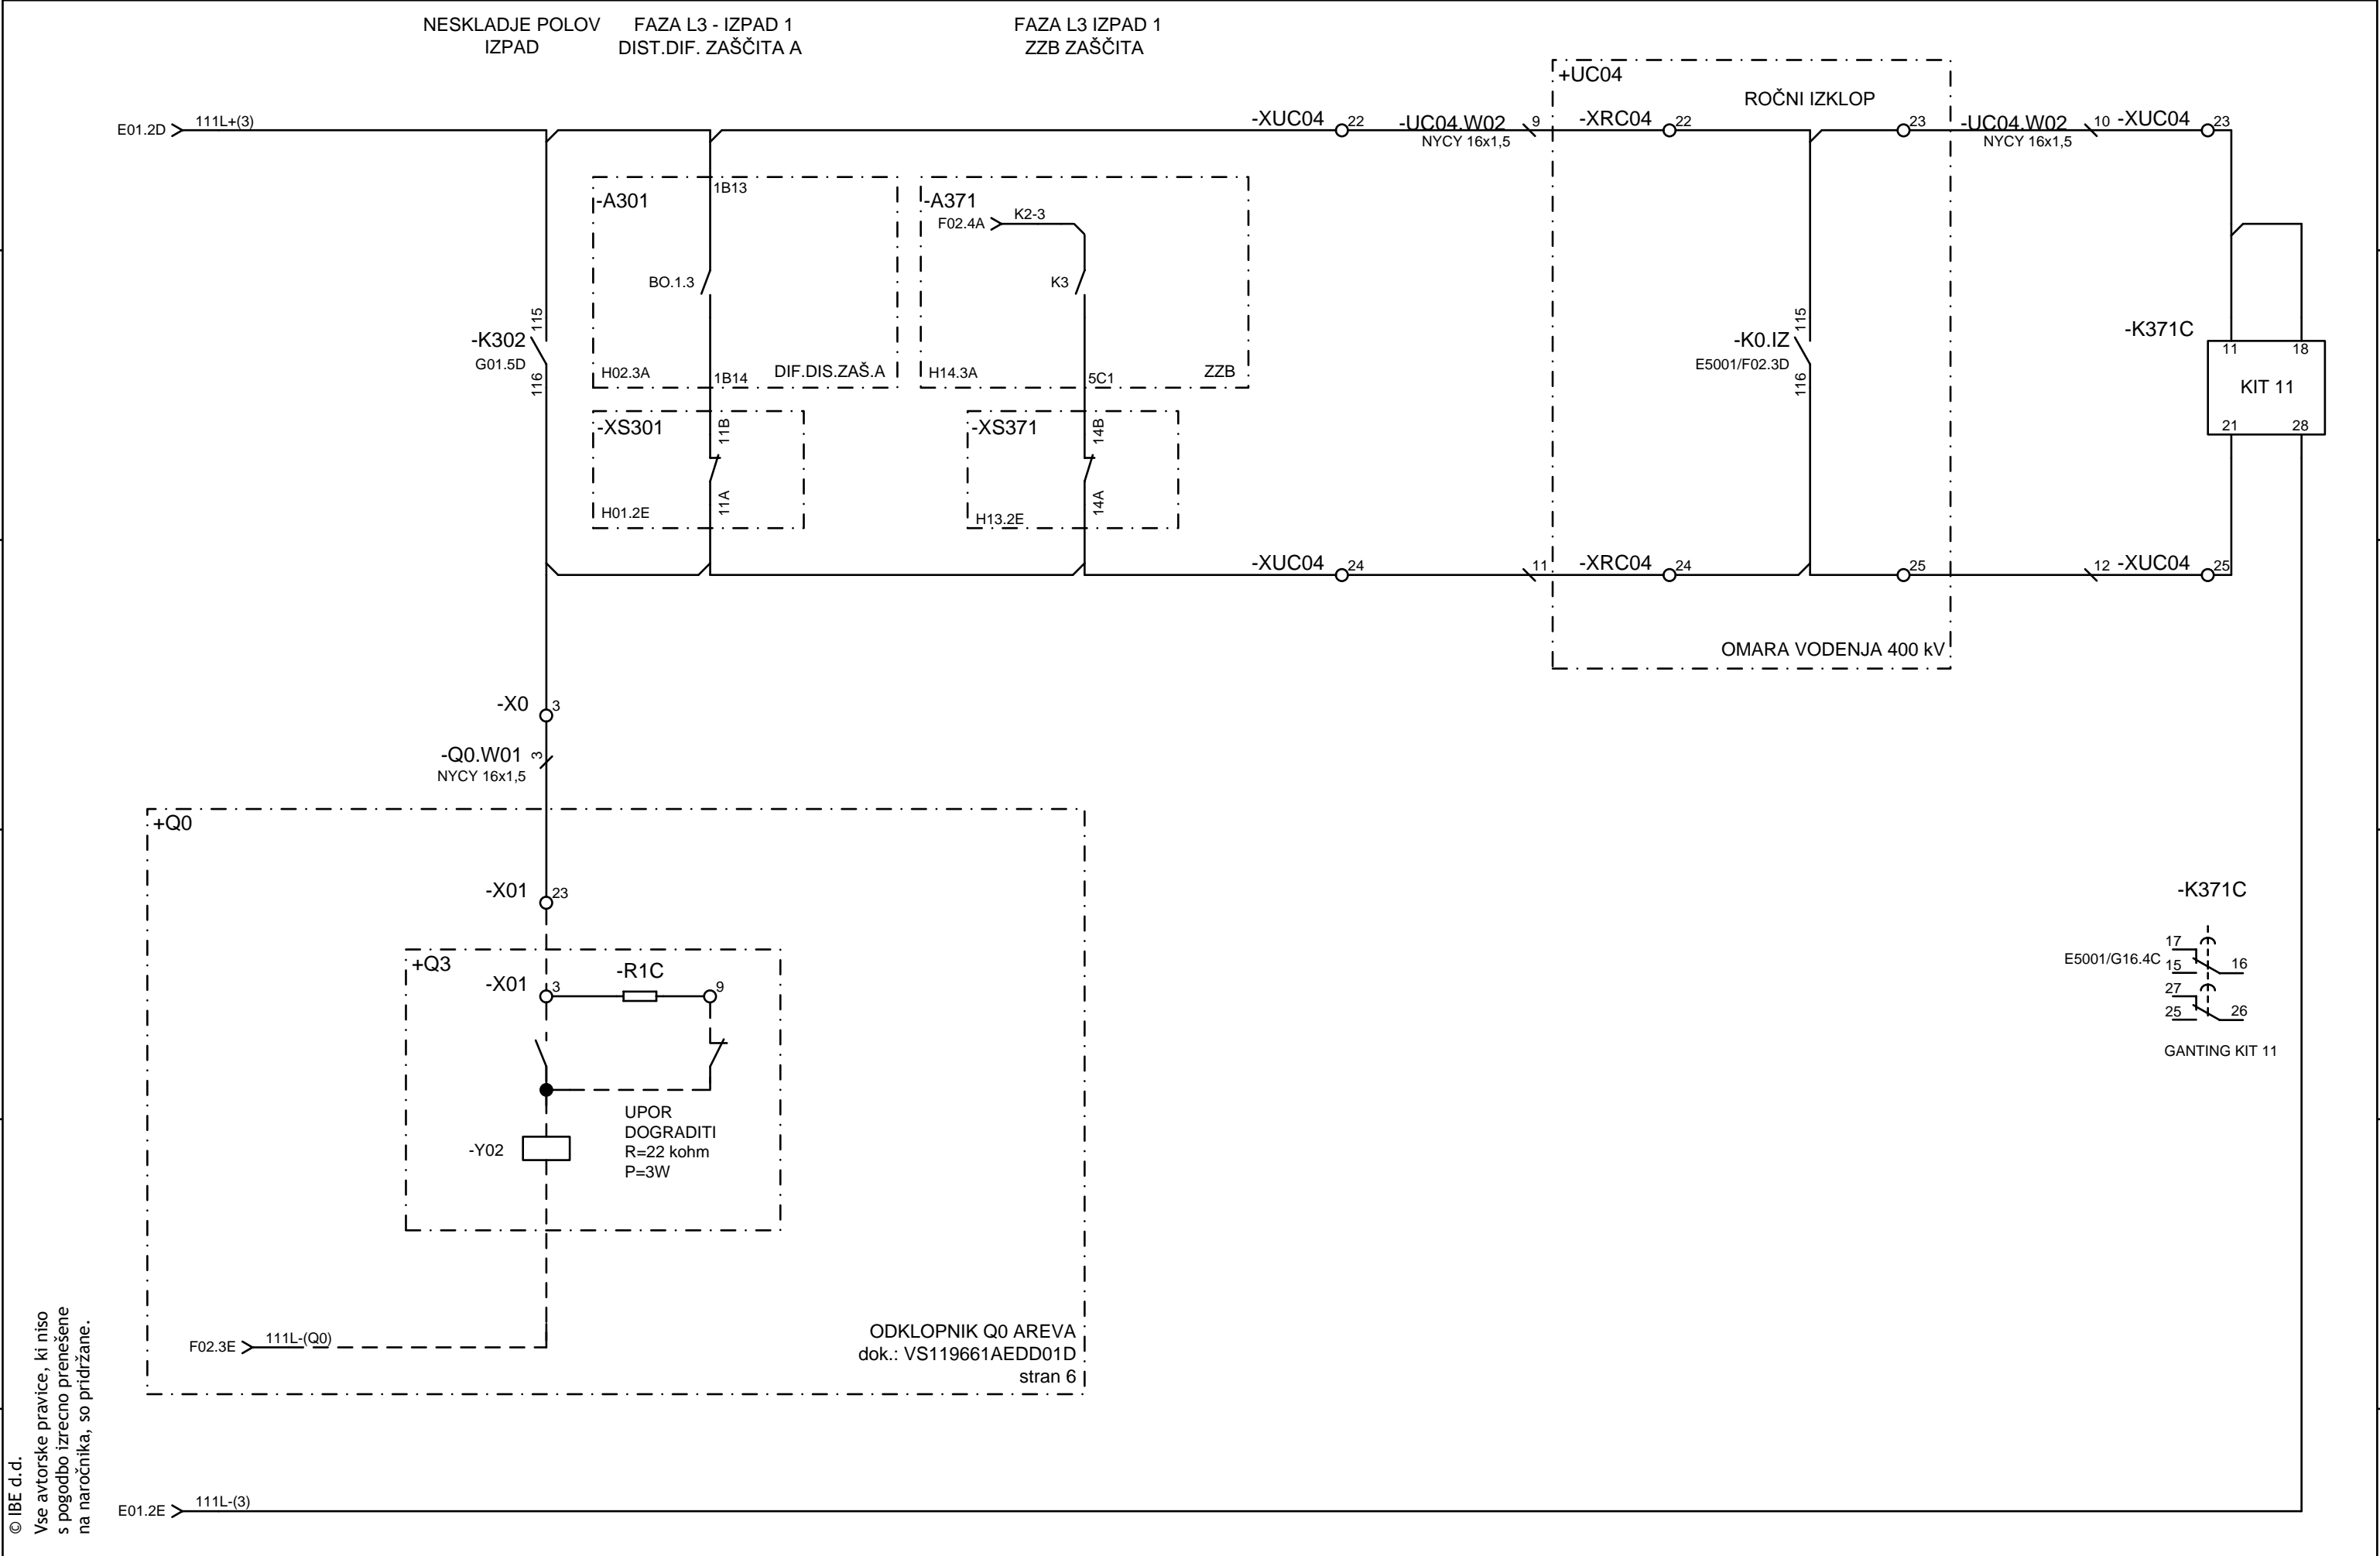 NESKLADJE POLOV
IZPAD
FAZA L3 - IZPAD 1
DIST.DIF. ZAŠČITA A
FAZA L3 IZPAD 1
ZZB ZAŠČITA
+UC04
ROČNI IZKLOP
E01.2D
111L+(3)
-XUC04
22
-UC04.W02
NYCY 16x1,5
9
-XRC04
22
23
-UC04.W02
NYCY 16x1,5
10
-XUC04
23
-A301
1B13
BO.1.3
H02.3A
1B14
DIF.DIS.ZAŠ.A
-A371
F02.4A
K2-3
K3
H14.3A
5C1
ZZB
-K302
G01.5D
115
116
-K0.IZ
E5001/F02.3D
115
116
-K371C
11
18
KIT 11
21
28
-XS301
11B
11A
H01.2E
-XS371
14B
14A
H13.2E
-XUC04
24
11
-XRC04
24
25
12
-XUC04
25
OMARA VODENJA 400 kV
-X0
3
-Q0.W01
NYCY 16x1,5
3
+Q0
-X01
23
+Q3
-X01
3
-R1C
9
UPOR
DOGRADITI
R=22 kohm
P=3W
-Y02
-K371C
17
E5001/G16.4C
15
16
27
25
26
GANTING KIT 11
F02.3E
111L-(Q0)
ODKLOPNIK Q0 AREVA
dok.: VS119661AEDD01D
stran 6
E01.2E
111L-(3)
© IBE d.d.
Vse avtorske pravice, ki niso
s pogodbo izrecno prenešene
na naročnika, so pridržane.